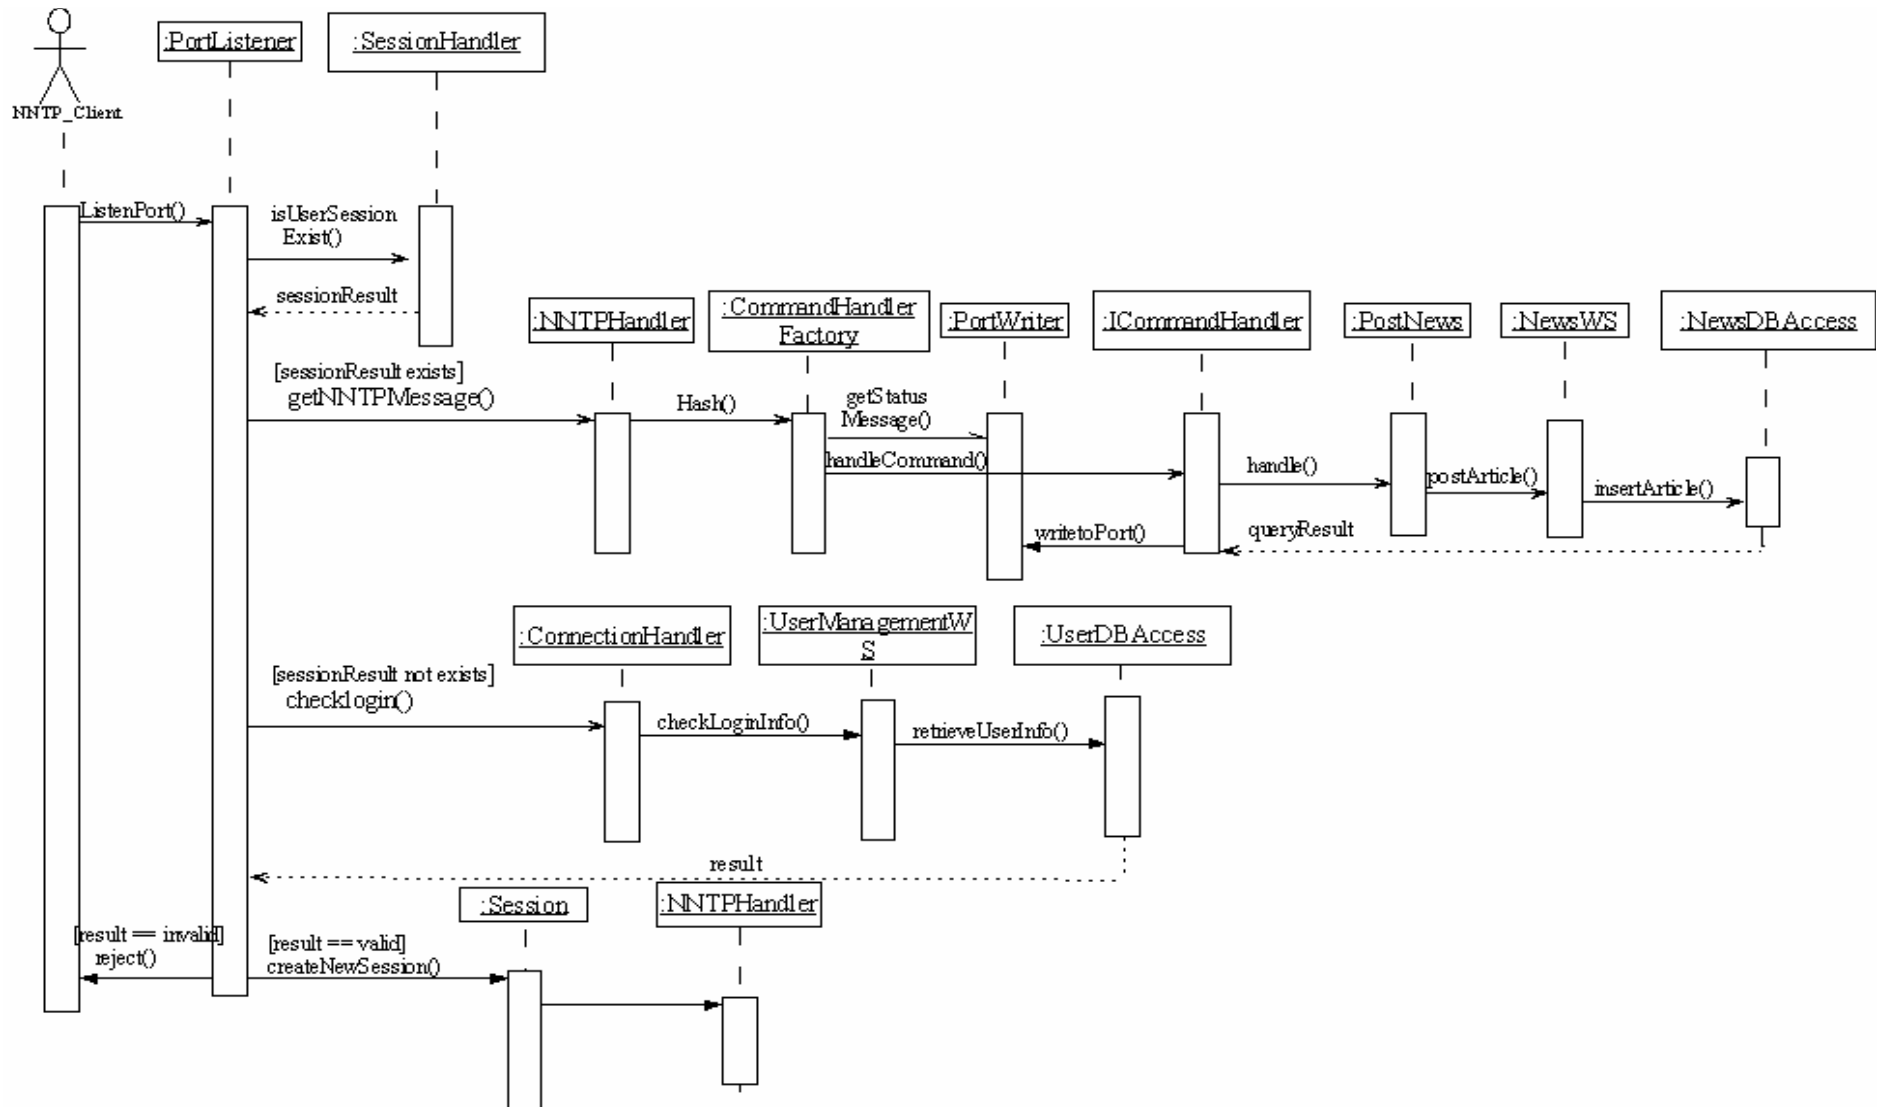 :PortListener
:SessionHandler
NNTP_Client
ListenPort()
isUserSession
Exist()
sessionResult
:NNTPHandler
:CommandHandler
Factory
:PortWriter
:ICommandHandler
:PostNews
:NewsWS
:NewsDBAccess
[sessionResult exists]
getNNTPMessage()
Hash()
getStatus
Message()
handleCommand()
handle()
postArticle()
insertArticle()
writetoPort()
queryResult
:ConnectionHandler
:UserManagementW
S
:UserDBAccess
[sessionResult not exists]
checklogin()
checkLoginInfo()
retrieveUserInfo()
result
:Session
:NNTPHandler
[result == invalid]
reject()
[result == valid]
createNewSession()